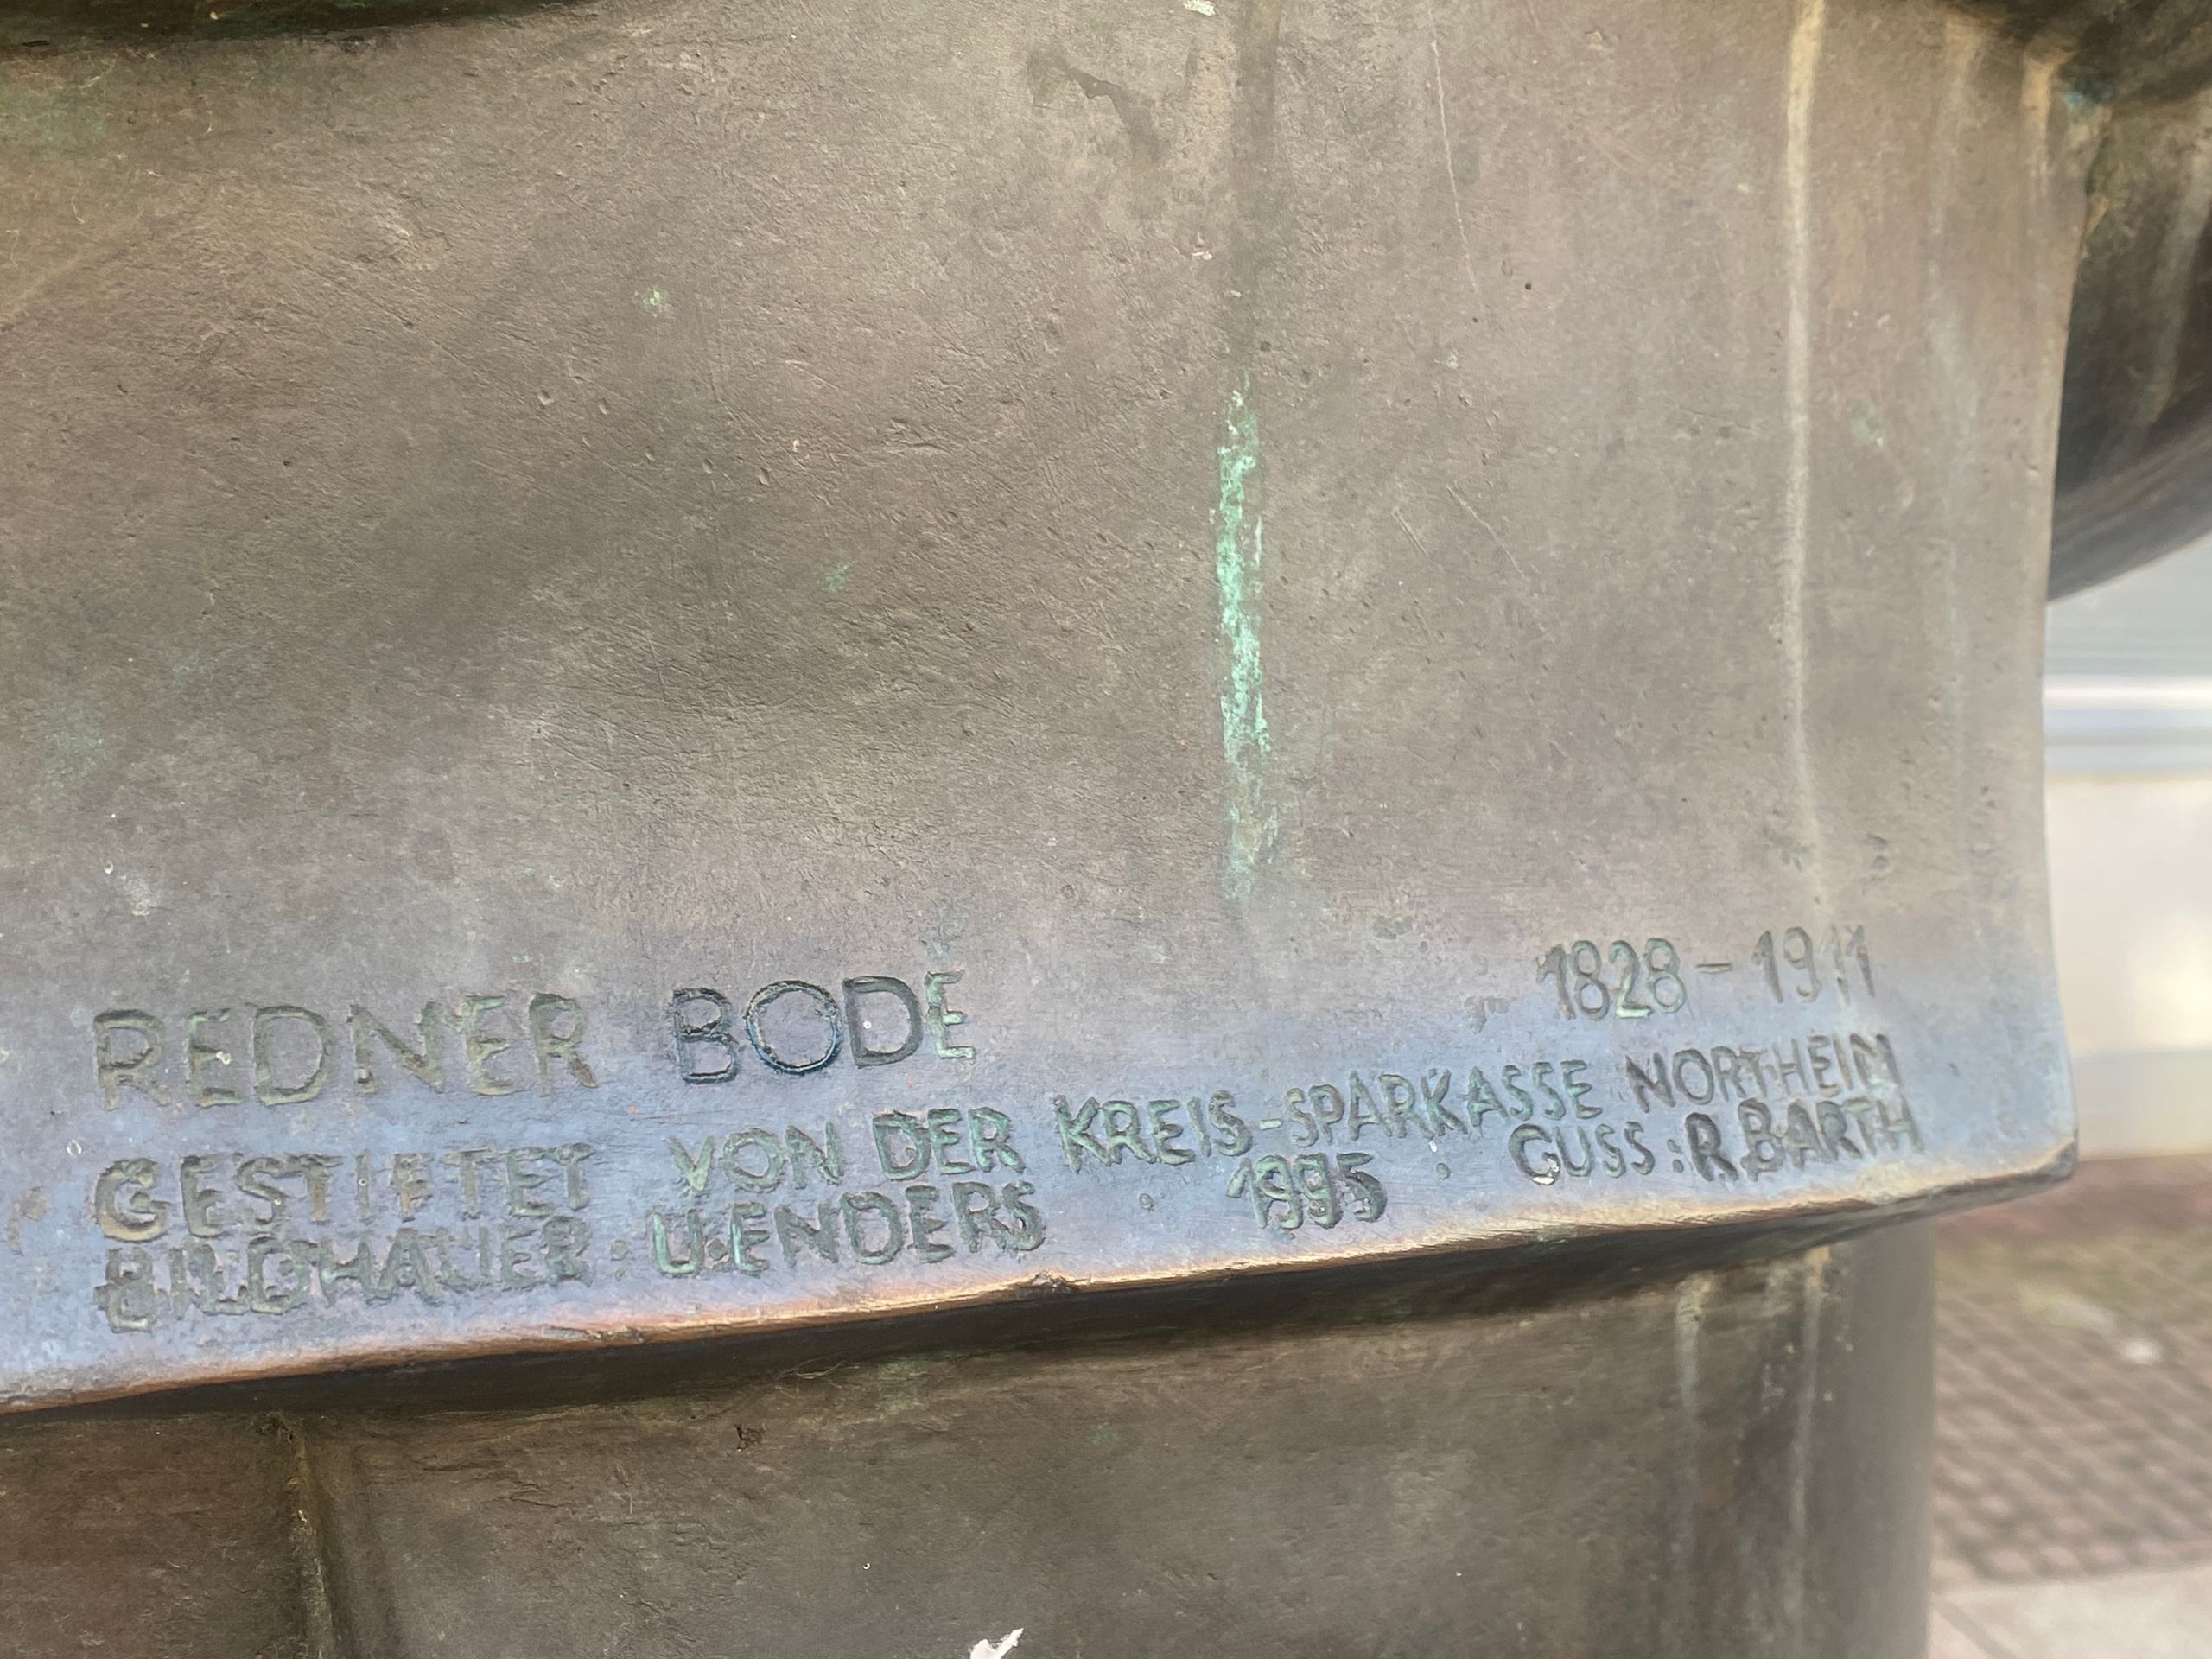 REDNER BODE 1828-1911
GESTIFTET VON DER KREIS-SPARKASSE NORTHEIM
BILDHAUER: U.ENDERS · 1995 · GUSS: R.BARTH